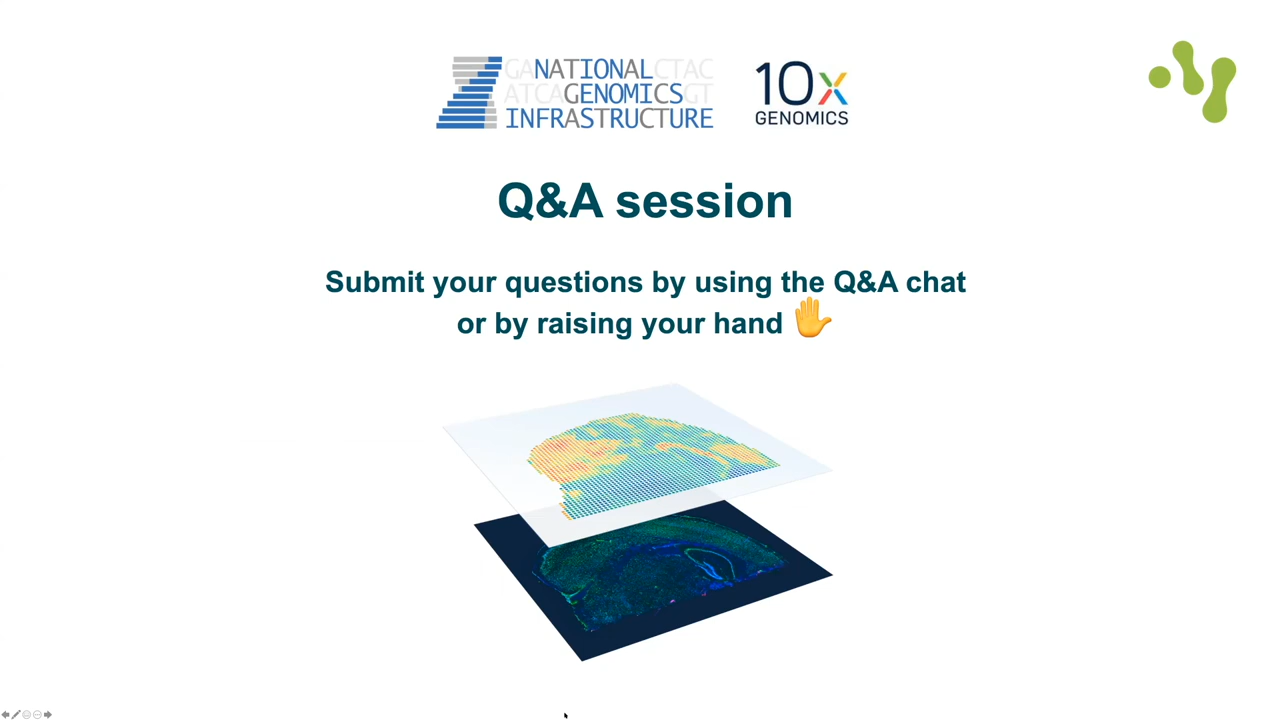 GANATIONALCTAC
ATCAGENOMICSGT
INFRASTRUCTURE
10x
GENOMICS
Q&A session
Submit your questions by using the Q&A chat
or by raising your hand